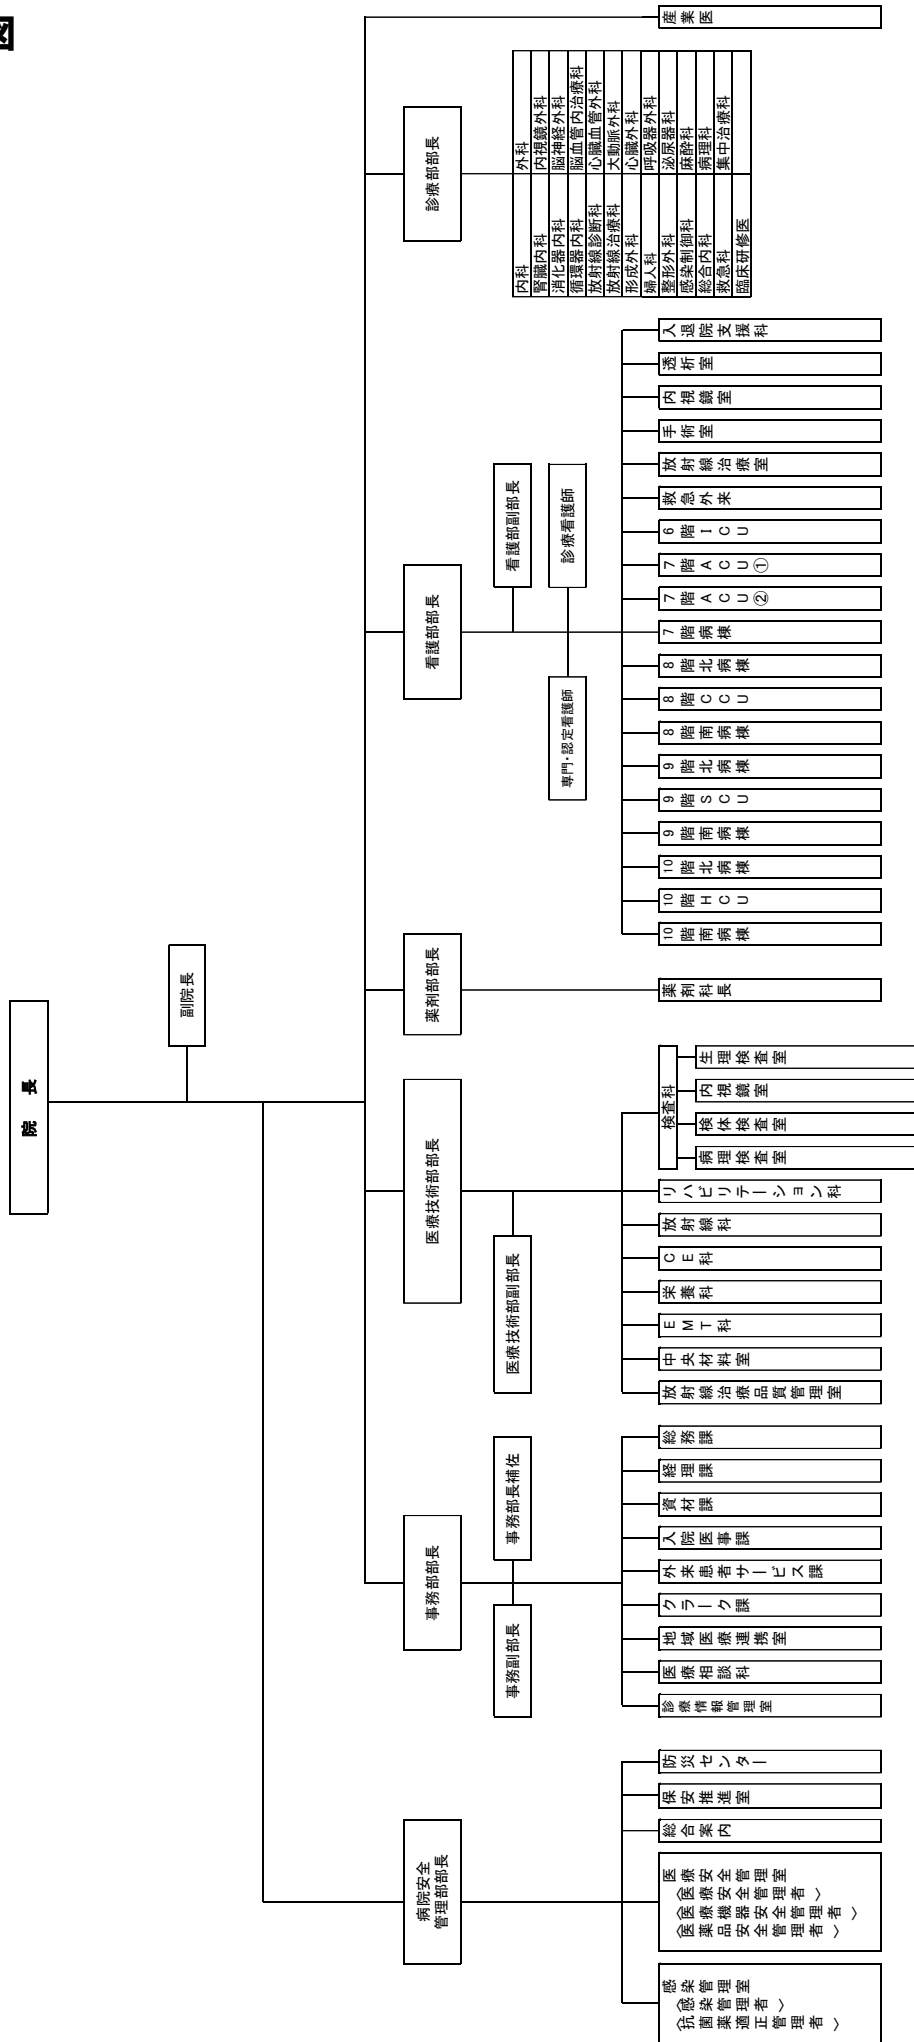 図
院　長
副院長
病院安全
管理部部長
事務部部長
医療技術部部長
薬剤部部長
看護部部長
診療部部長
事務副部長
事務部長補佐
医療技術部副部長
看護部副部長
専門・認定看護師
診療看護師
感染管理室
〈感染管理者〉
〈抗菌薬適正管理者〉
医療安全管理室
〈医療安全管理者〉
〈医療機器安全管理者〉
〈医薬品安全管理者〉
総合案内
保安推進室
防災センター
診療情報管理室
医療相談科
地域医療連携室
クラーク課
外来患者サービス課
入院医事課
資材課
経理課
総務課
放射線治療品質管理室
中央材料室
EMT科
栄養科
CE科
放射線科
リハビリテーション科
検査科
病理検査室
検体検査室
内視鏡室
生理検査室
薬剤科長
10階南病棟
10階HCU
10階北病棟
9階南病棟
9階SCU
9階北病棟
8階南病棟
8階CCU
8階北病棟
7階病棟
7階ACU②
7階ACU①
6階ICU
救急外来
放射線治療室
手術室
内視鏡室
透析室
入退院支援科
内科　外科
腎臓内科　内視鏡外科
消化器内科　脳神経外科
循環器内科　脳血管内治療科
放射線診断科　心臓血管外科
放射線治療科　大動脈外科
形成外科　心臓外科
婦人科　呼吸器外科
整形外科　泌尿器科
感染制御科　麻酔科
総合内科　病理科
救急科　集中治療科
臨床研修医
産業医